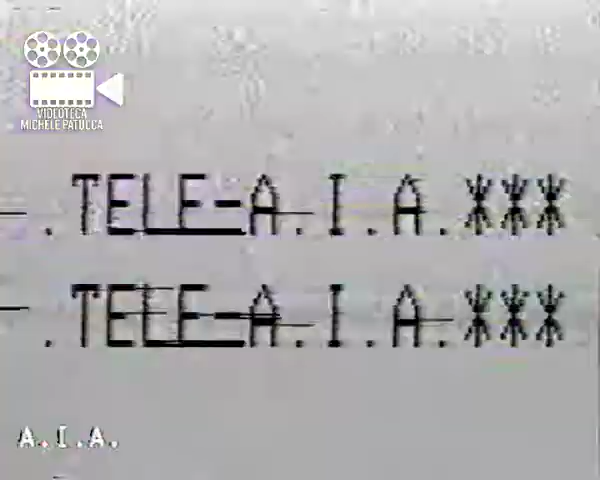 VIDEOTECA
MICHELE PATUCCA
.TELE-A.I.A.***
.TELE-A.I.A.***
A.I.A.